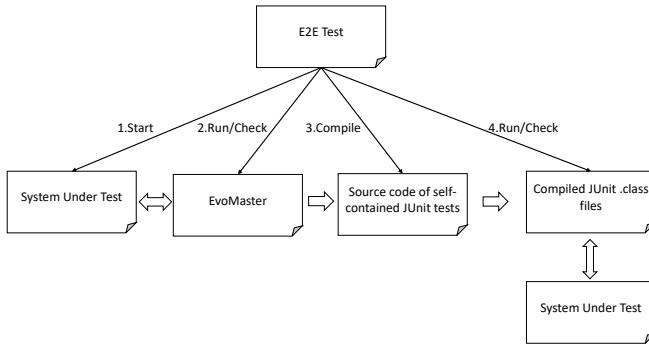 E2E Test
1.Start
2.Run/Check
3.Compile
4.Run/Check
System Under Test
EvoMaster
Source code of self-
contained JUnit tests
Compiled JUnit .class
files
System Under Test